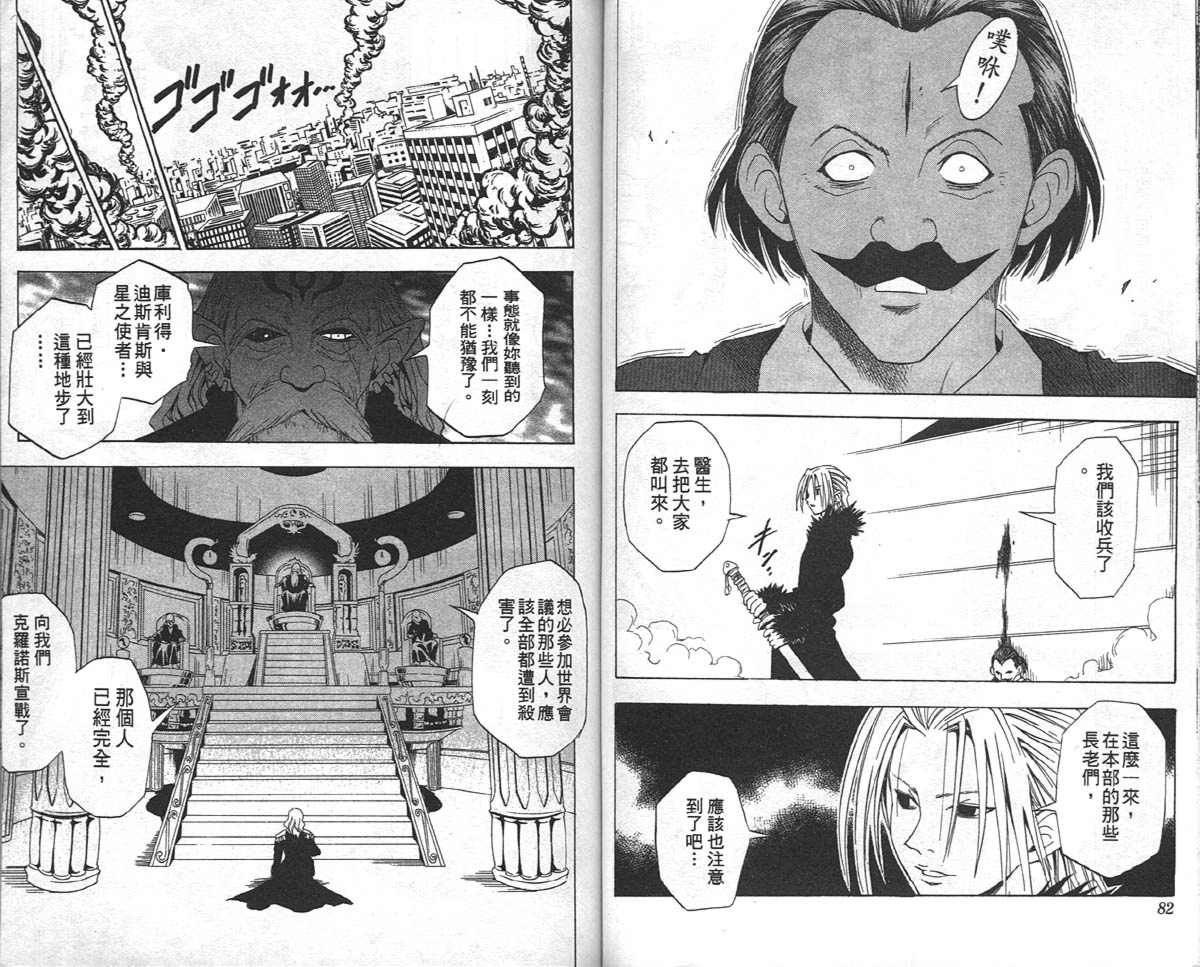 噗咻！
我們該收兵了
。
醫生，
去把大家
都叫來。
這麼一來，
在本部的那些
長老們，
應該也注意
到了吧…
82
ゴゴゴォォ…
事態就像妳聽到的
一樣…我們一刻
都不能猶豫了。
庫利得．
迪斯肯斯與
星之使者…
已經壯大到
這種地步了
……
想必參加世界會
議的那些人，應
該全部都遭到殺
害了。
那個人
已經完全，
向我們
克羅諾斯宣戰了。